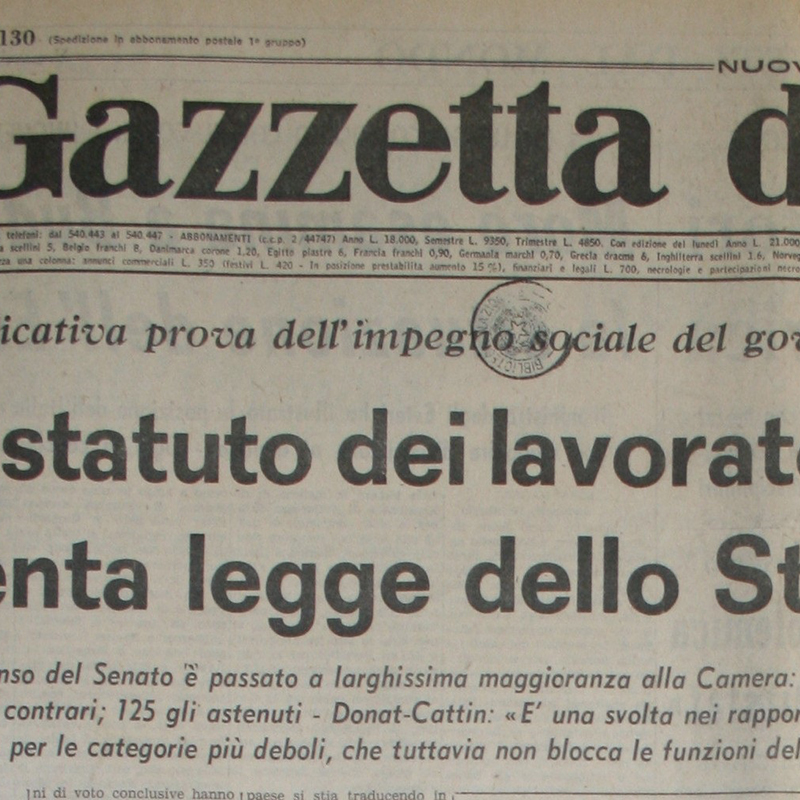 130 (Spedizione in abbonamento postale 1° gruppo)
NUOV
Gazzetta d
telefoni: dal 540.443 al 540.447 - ABBONAMENTI (c.c.p. 2/44747) Anno L. 18.000, Semestre L. 9350, Trimestre L. 4850. Con edizione del lunedì Anno L. 21.000
a scellini 5, Belgio franchi 8, Danimarca corone 1,20, Egitto piastre 6, Francia franchi 0,90, Germania marchi 0,70, Grecia dracme 8, Inghilterra scellini 1.6, Norveg
za una colonna: annunci commerciali L. 350 (festivi L. 420 - In posizione prestabilita aumento 15 %), finanziari e legali L. 700, necrologie e partecipazioni necro
icativa prova dell'impegno sociale del gov
statuto dei lavorato
enta legge dello St
nso del Senato è passato a larghissima maggioranza alla Camera:
contrari; 125 gli astenuti - Donat-Cattin: «E' una svolta nei rappor
per le categorie più deboli, che tuttavia non blocca le funzioni del
ni di voto conclusive hanno
paese si stia traducendo in